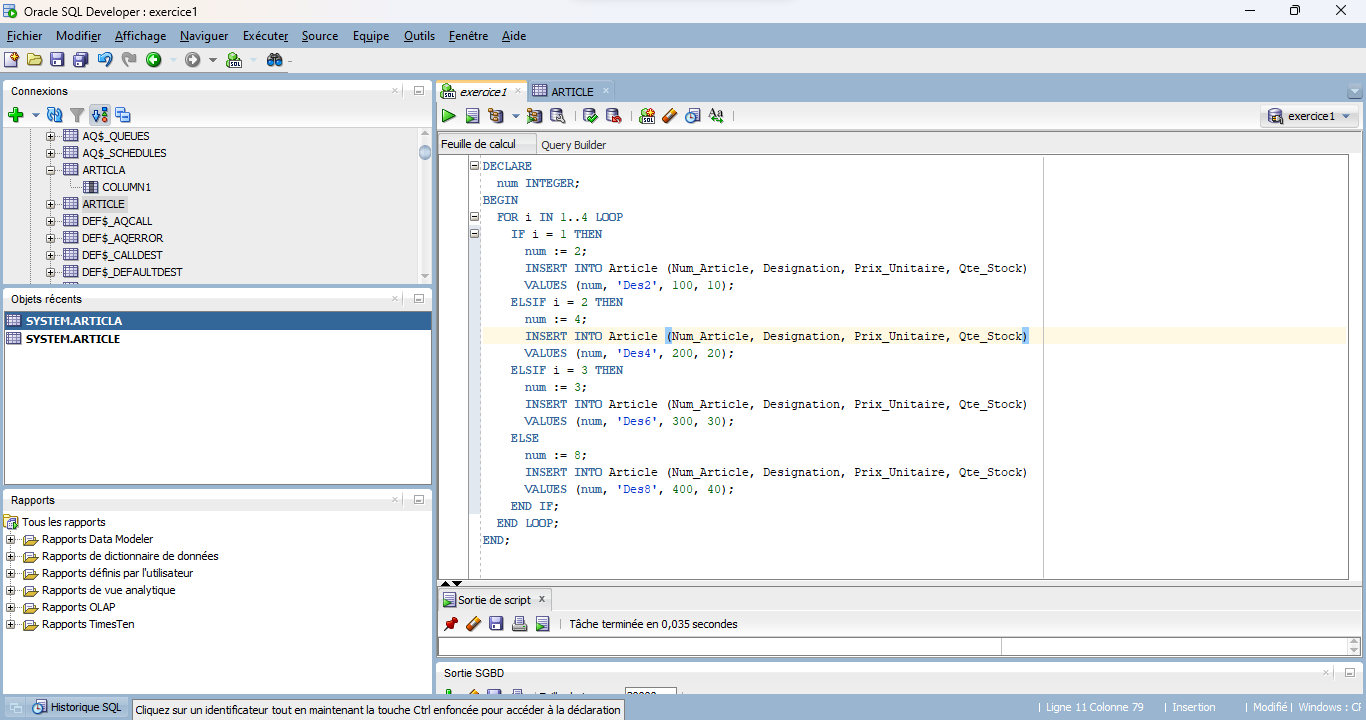 Oracle SQL Developer : exercice1
Fichier Modifier Affichage Naviguer Exécuter Source Equipe Outils Fenêtre Aide
Connexions
AQ$_QUEUES
AQ$_SCHEDULES
ARTICLA
COLUMN1
ARTICLE
DEF$_AQCALL
DEF$_AQERROR
DEF$_CALLDEST
DEF$_DEFAULTDEST
Objets récents
SYSTEM.ARTICLA
SYSTEM.ARTICLE
Rapports
Tous les rapports
Rapports Data Modeler
Rapports de dictionnaire de données
Rapports définis par l'utilisateur
Rapports de vue analytique
Rapports OLAP
Rapports TimesTen
exercice1 ARTICLE
exercice1
Feuille de calcul Query Builder
DECLARE
num INTEGER;
BEGIN
FOR i IN 1..4 LOOP
IF i = 1 THEN
num := 2;
INSERT INTO Article (Num_Article, Designation, Prix_Unitaire, Qte_Stock)
VALUES (num, 'Des2', 100, 10);
ELSIF i = 2 THEN
num := 4;
INSERT INTO Article (Num_Article, Designation, Prix_Unitaire, Qte_Stock)
VALUES (num, 'Des4', 200, 20);
ELSIF i = 3 THEN
num := 3;
INSERT INTO Article (Num_Article, Designation, Prix_Unitaire, Qte_Stock)
VALUES (num, 'Des6', 300, 30);
ELSE
num := 8;
INSERT INTO Article (Num_Article, Designation, Prix_Unitaire, Qte_Stock)
VALUES (num, 'Des8', 400, 40);
END IF;
END LOOP;
END;
Sortie de script
Tâche terminée en 0,035 secondes
Sortie SGBD
Historique SQL
Cliquez sur un identificateur tout en maintenant la touche Ctrl enfoncée pour accéder à la déclaration
| Ligne 11 Colonne 79 | Insertion | Modifié | Windows : CF